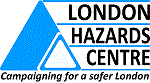 LONDON
HAZARDS
CENTRE
Campaigning for a safer London